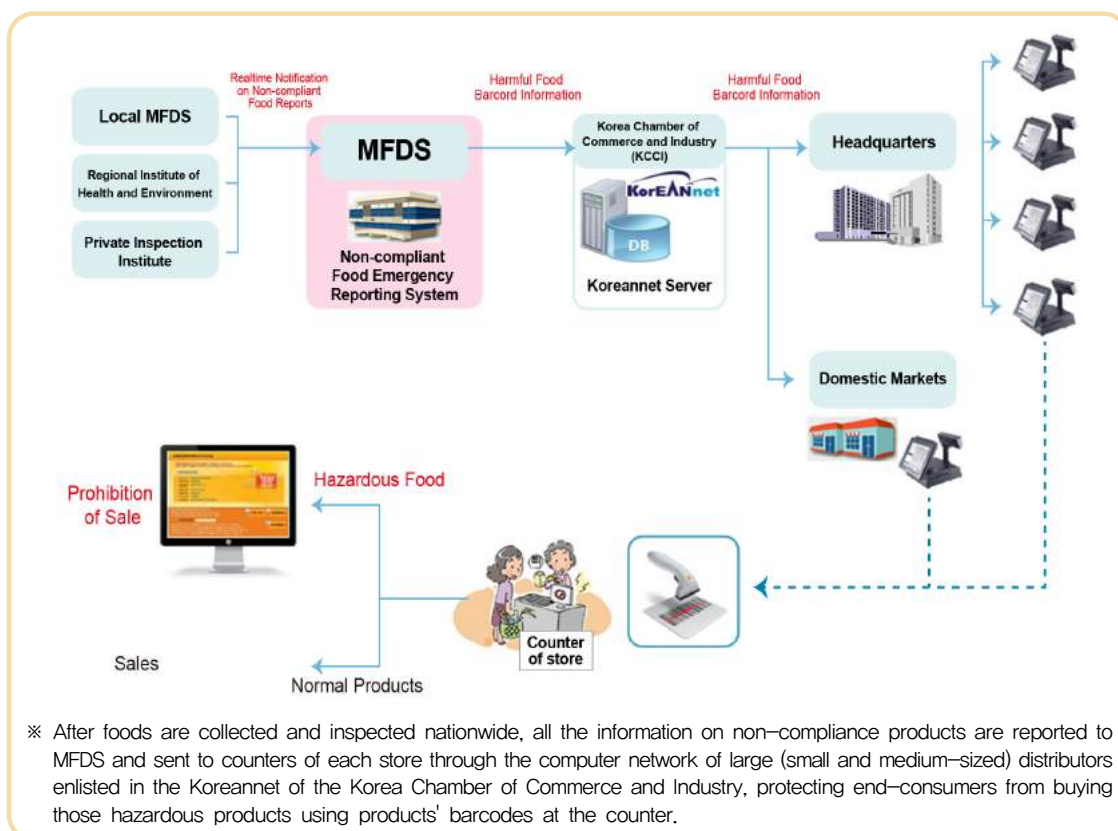 Realtime Notification
on Non-compliant
Food Reports
Harmful Food
Barcord Information
Harmful Food
Barcord Information
Local MFDS
Regional Institute of
Health and Environment
Private Inspection
Institute
MFDS
Non-compliant
Food Emergency
Reporting System
Korea Chamber of
Commerce and Industry
(KCCI)
KorEANnet
DB
Koreannet Server
Headquarters
Domestic Markets
Prohibition
of Sale
Hazardous Food
Counter
of store
Sales
Normal Products
※ After foods are collected and inspected nationwide, all the information on non-compliance products are reported to
MFDS and sent to counters of each store through the computer network of large (small and medium-sized) distributors
enlisted in the Koreannet of the Korea Chamber of Commerce and Industry, protecting end-consumers from buying
those hazardous products using products' barcodes at the counter.